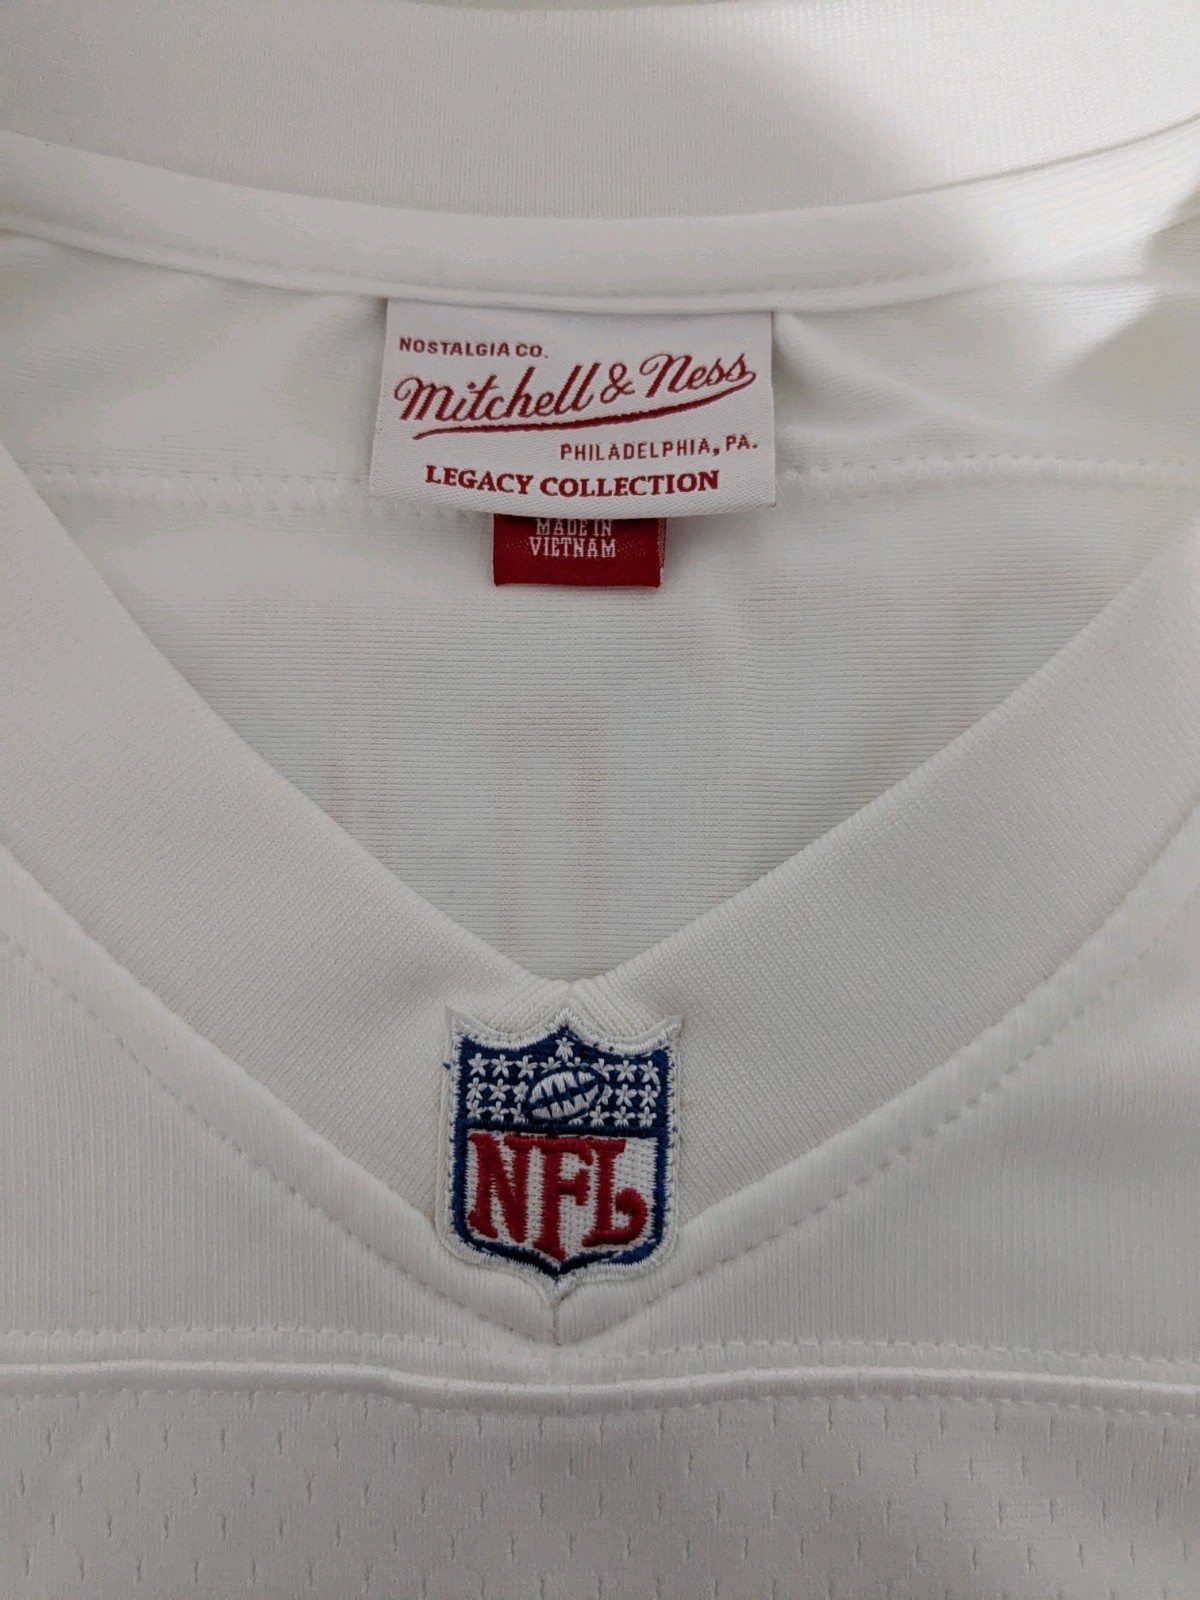 NOSTALGIA CO.
Mitchell & Ness
PHILADELPHIA, PA.
LEGACY COLLECTION
MADE IN
VIETNAM
NFL